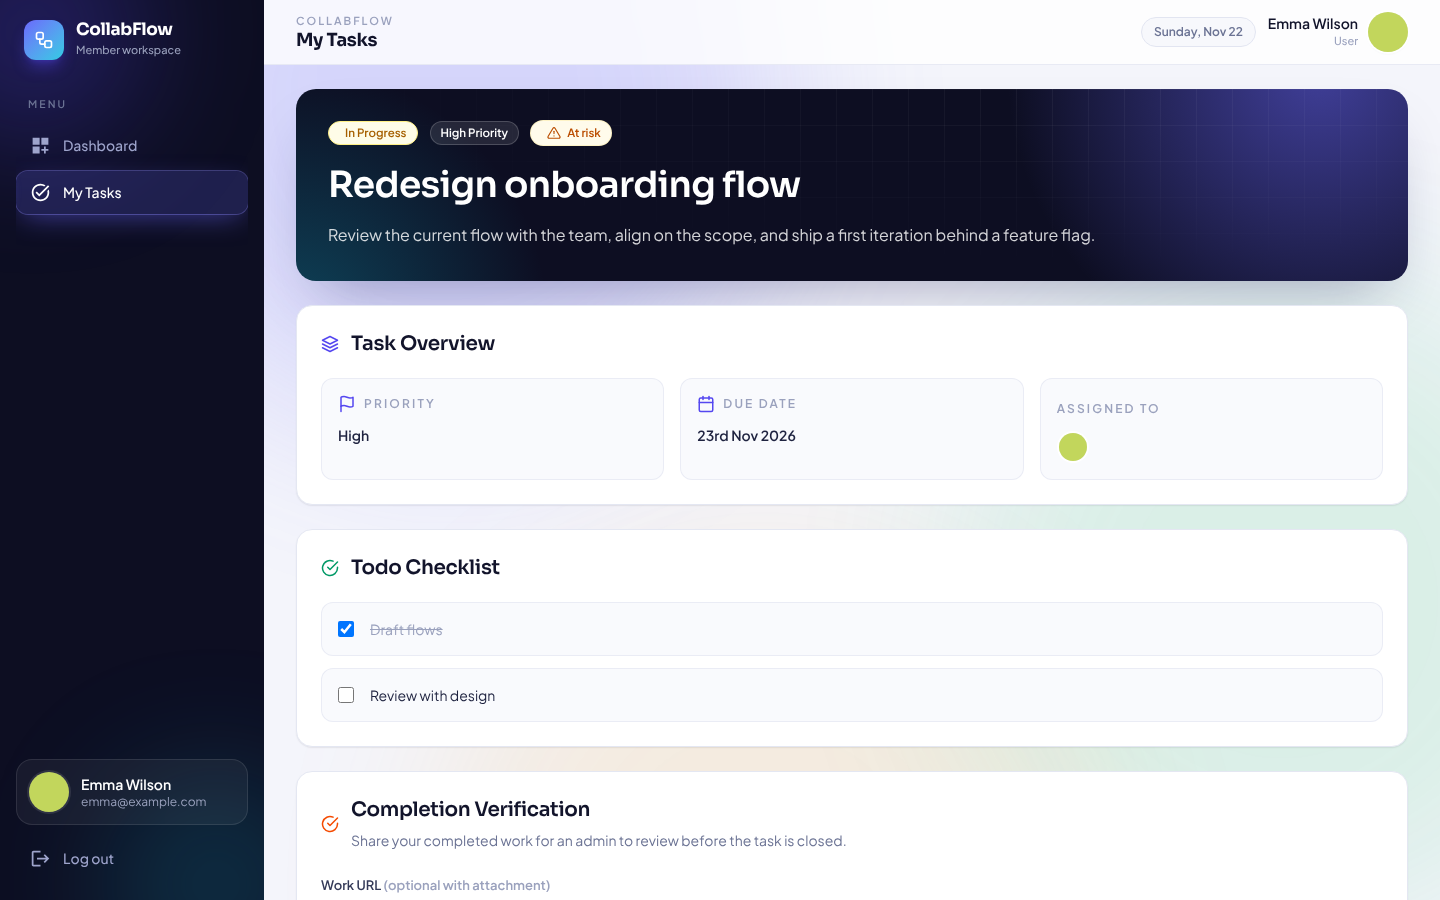 CollabFlow
Member workspace
MENU
Dashboard
My Tasks
Emma Wilson
emma@example.com
Log out
COLLABFLOW
My Tasks
Sunday, Nov 22
Emma Wilson
User
In Progress
High Priority
At risk
Redesign onboarding flow
Review the current flow with the team, align on the scope, and ship a first iteration behind a feature flag.
Task Overview
PRIORITY
High
DUE DATE
23rd Nov 2026
ASSIGNED TO
Todo Checklist
Draft flows
Review with design
Completion Verification
Share your completed work for an admin to review before the task is closed.
Work URL (optional with attachment)